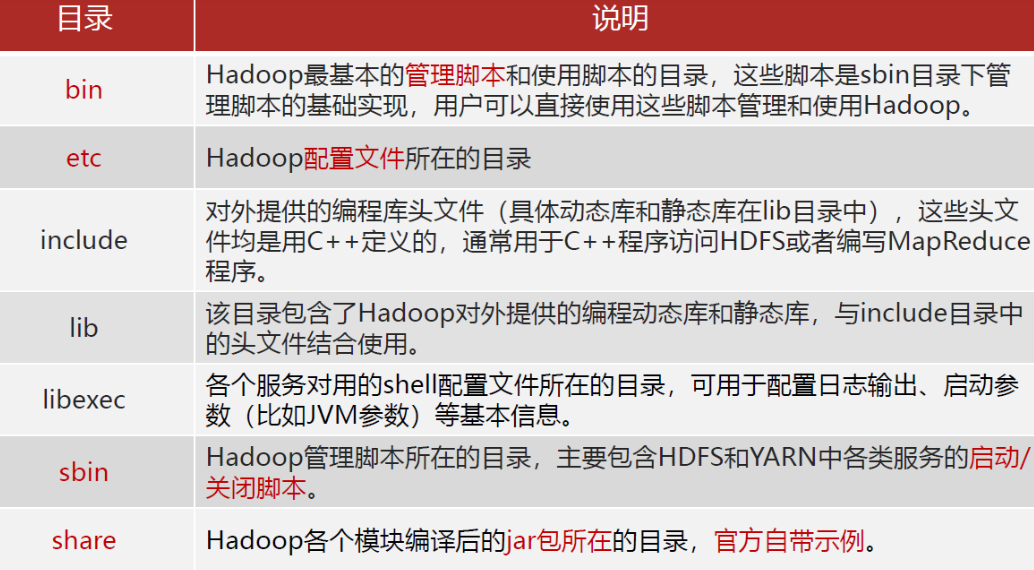 目录 说明
bin
Hadoop最基本的管理脚本和使用脚本的目录，这些脚本是sbin目录下管
理脚本的基础实现，用户可以直接使用这些脚本管理和使用Hadoop。
etc
Hadoop配置文件所在的目录
include
对外提供的编程库头文件（具体动态库和静态库在lib目录中），这些头文
件均是用C++定义的，通常用于C++程序访问HDFS或者编写MapReduce
程序。
lib
该目录包含了Hadoop对外提供的编程动态库和静态库，与include目录中
的头文件结合使用。
libexec
各个服务对用的shell配置文件所在的目录，可用于配置日志输出、启动参
数（比如JVM参数）等基本信息。
sbin
Hadoop管理脚本所在的目录，主要包含HDFS和YARN中各类服务的启动/
关闭脚本。
share
Hadoop各个模块编译后的jar包所在的目录，官方自带示例。